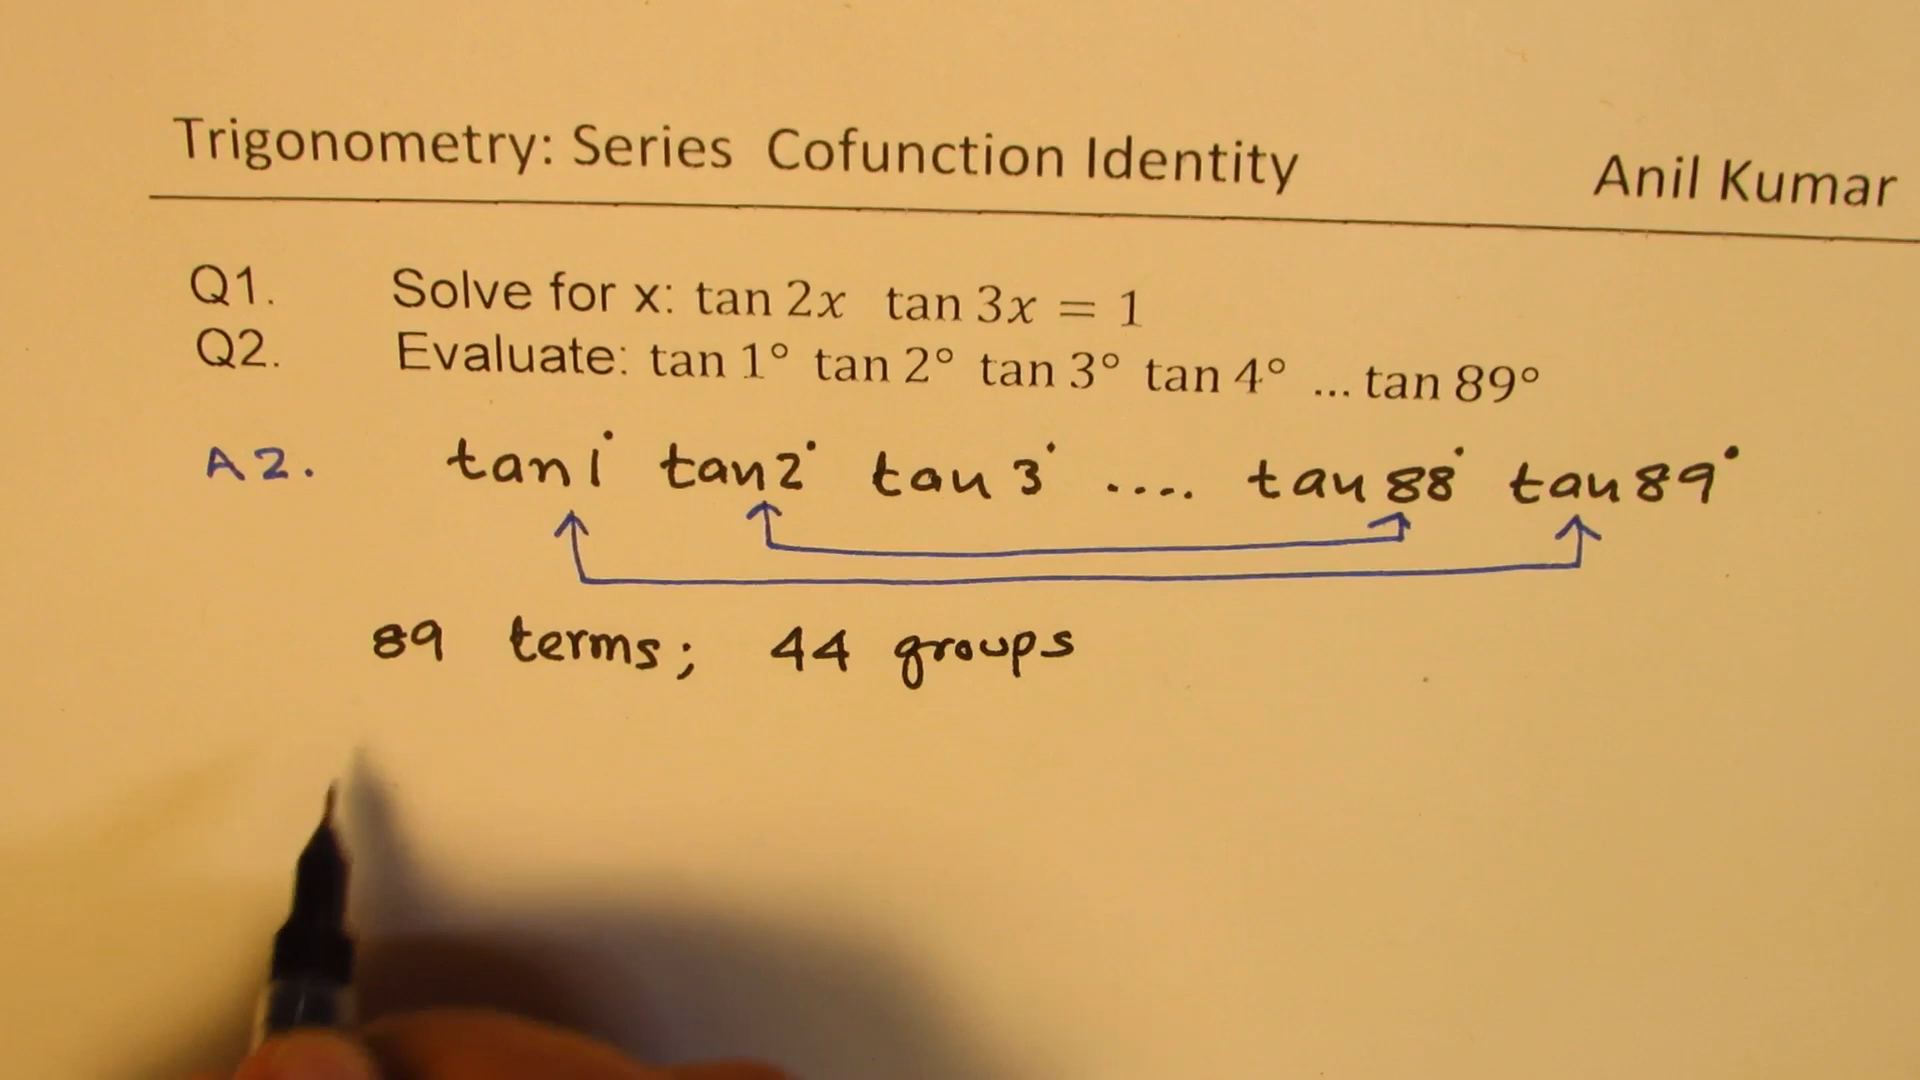 Trigonometry: Series Cofunction Identity Anil Kumar
Q1. Solve for x: tan 2x tan 3x = 1
Q2. Evaluate: tan 1° tan 2° tan 3° tan 4° ... tan 89°
A2. tan1° tan2° tan3° .... tan88° tan89°
89 terms; 44 groups